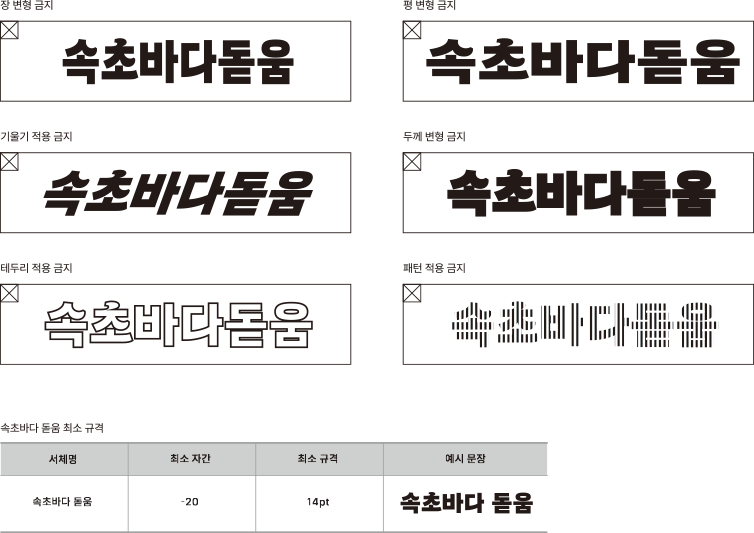 장 변형 금지
평 변형 금지
속초바다돋움
속초바다돋움
기울기 적용 금지
두께 변형 금지
속초바다돋움
속초바다돋움
테두리 적용 금지
패턴 적용 금지
속초바다돋움
속초바다돋움
속초바다 돋움 최소 규격
서체명 최소 자간 최소 규격 예시 문장
속초바다 돋움 -20 14pt 속초바다 돋움